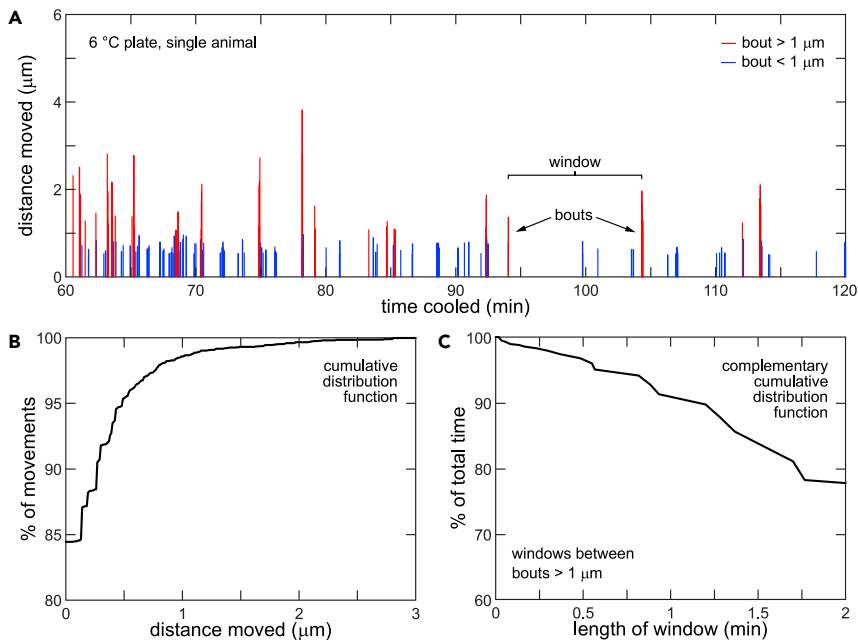 A
6 °C plate, single animal
bout > 1 μm
bout < 1 μm
window
bouts
distance moved (μm)
6
4
2
0
60
70
80
90
100
110
120
time cooled (min)
B
cumulative
distribution
function
% of movements
100
95
90
85
80
0
1
2
3
distance moved (μm)
C
complementary
cumulative
distribution
function
windows between
bouts > 1 μm
% of total time
100
90
80
70
60
0
0.5
1
1.5
2
length of window (min)